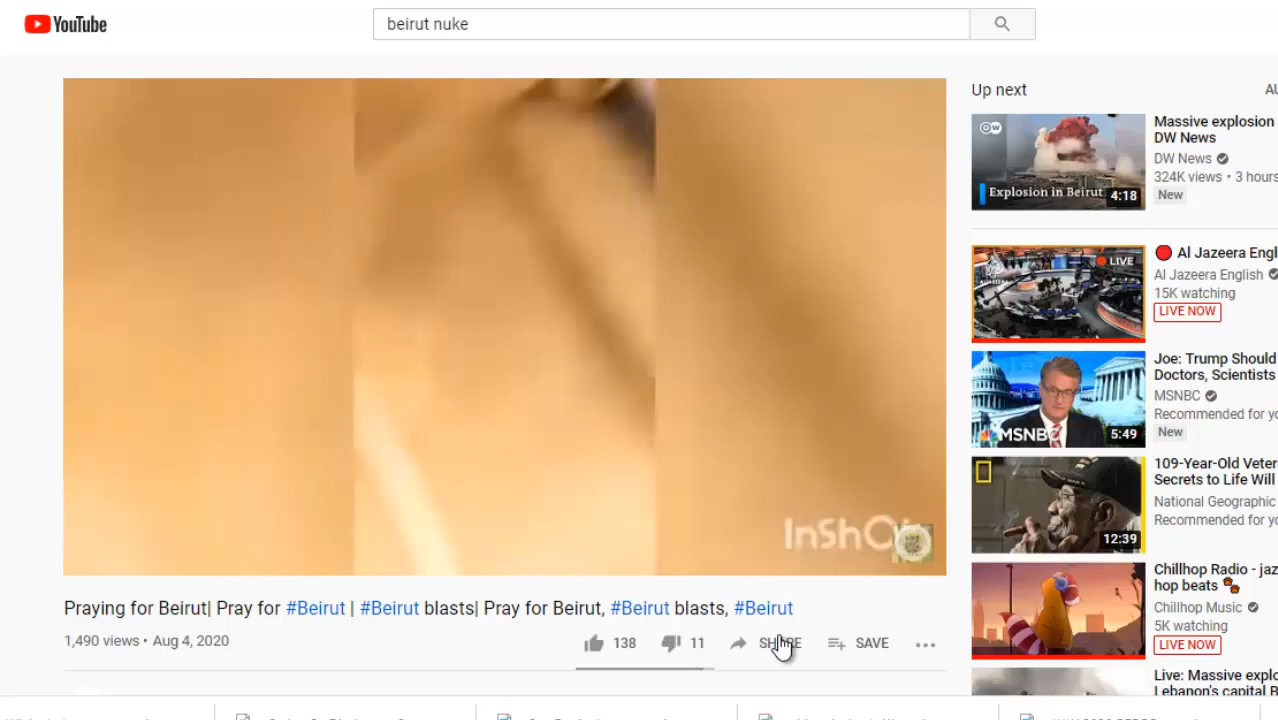 YouTube
beirut nuke
InShO
Praying for Beirut| Pray for #Beirut | #Beirut blasts| Pray for Beirut, #Beirut blasts, #Beirut
1,490 views • Aug 4, 2020
138
11
SHARE
SAVE
Up next
AU
DW
Explosion in Beirut
4:18
Massive explosion
DW News
DW News
324K views • 3 hours
New
LIVE
Al Jazeera Engl
Al Jazeera English
15K watching
LIVE NOW
MSNBC
5:49
Joe: Trump Should
Doctors, Scientists
MSNBC
Recommended for yo
New
12:39
109-Year-Old Veter
Secrets to Life Will
National Geographic
Recommended for yo
Chillhop Radio - jaz
hop beats
Chillhop Music
5K watching
LIVE NOW
Live: Massive explo
Lebanon's capital B